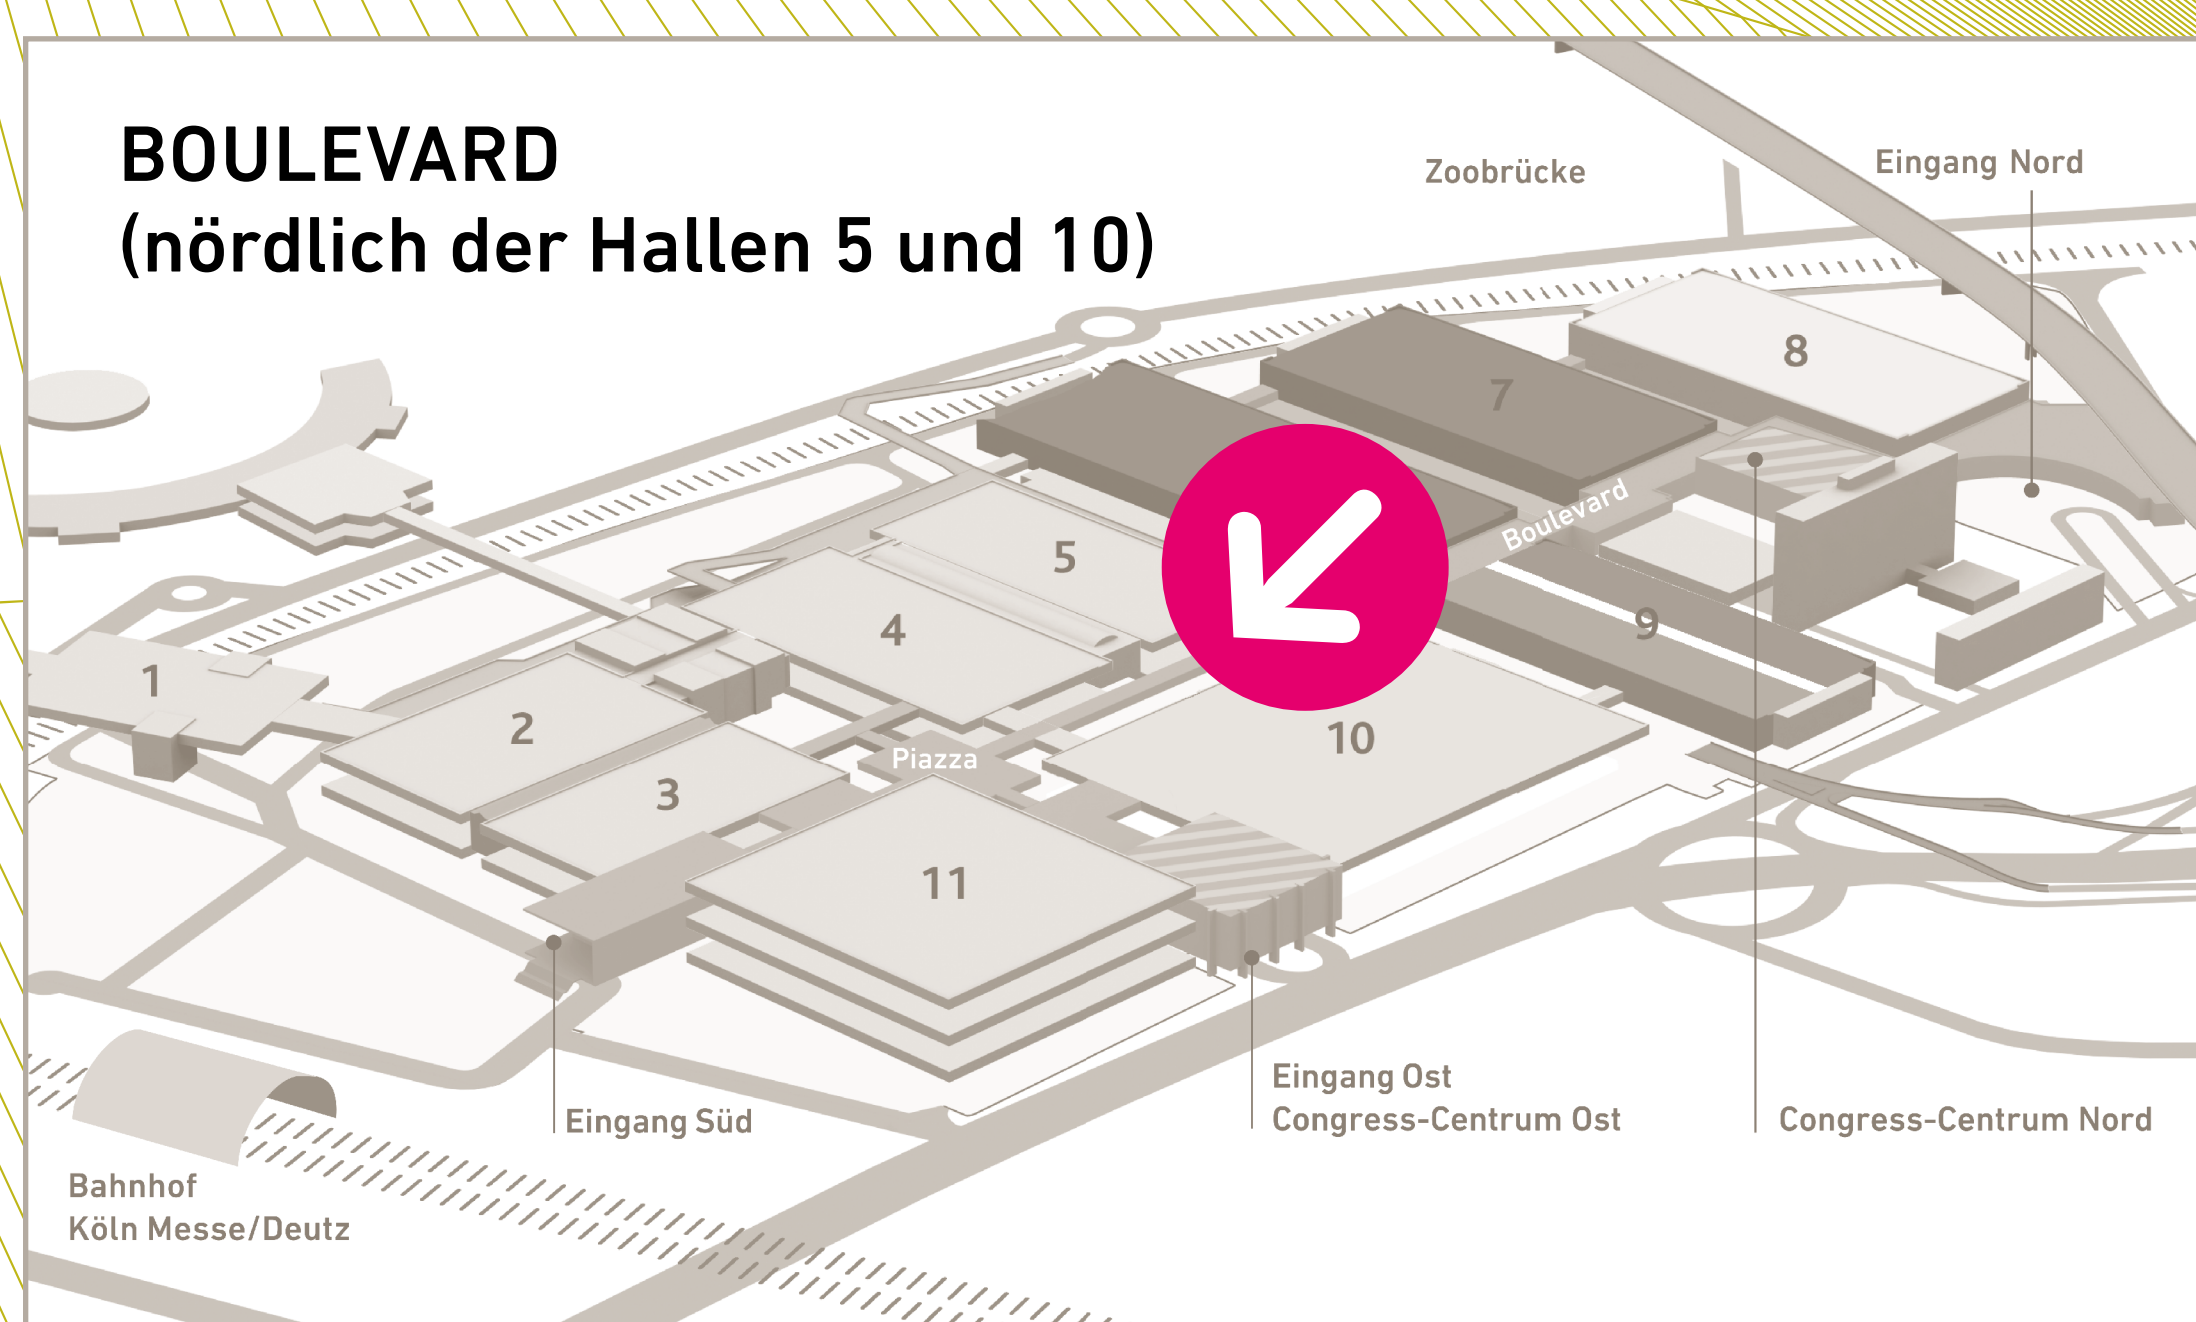 BOULEVARD
(nördlich der Hallen 5 und 10)
Zoobrücke
Eingang Nord
8
7
Boulevard
5
4
9
1
2
10
Piazza
3
11
Eingang Ost
Congress-Centrum Ost
Eingang Süd
Congress-Centrum Nord
Bahnhof
Köln Messe/Deutz